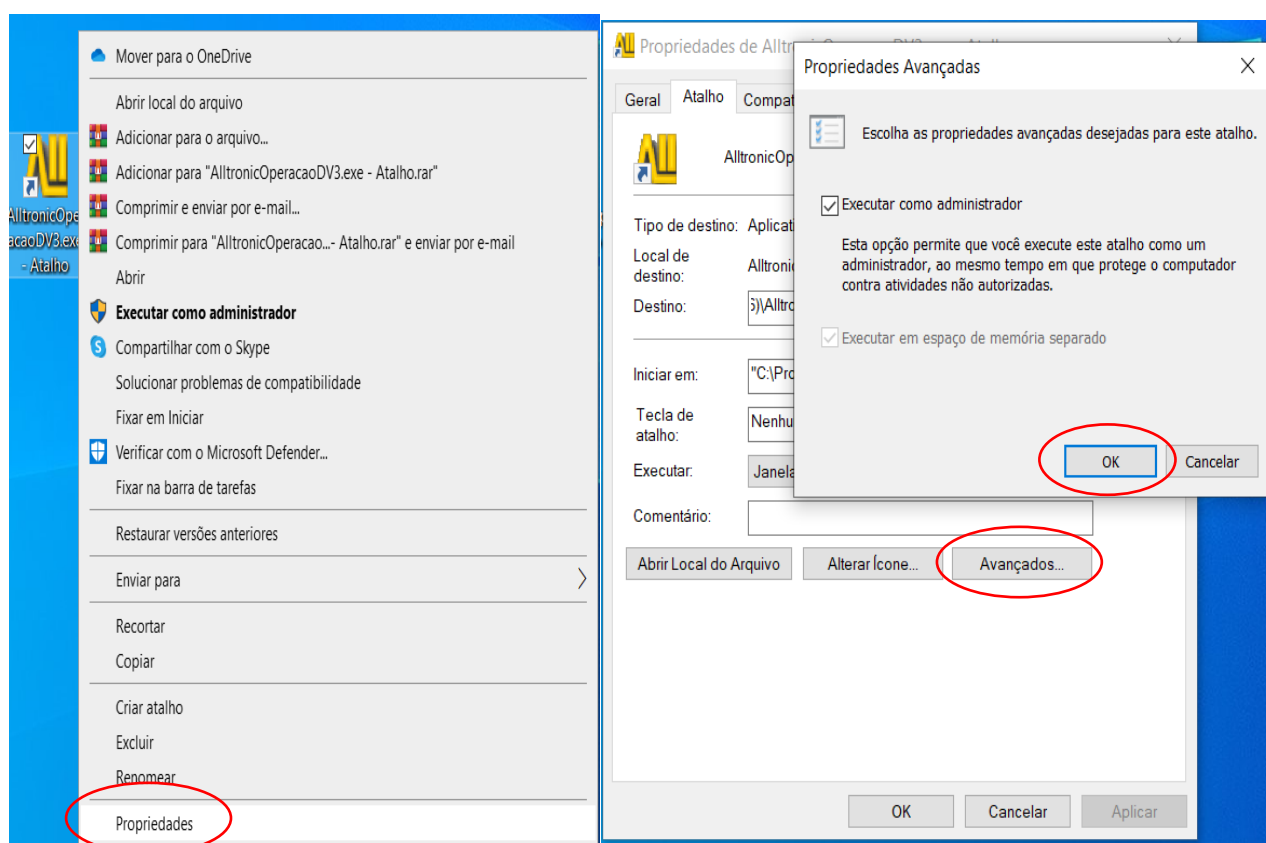 AlltronicOpe
acaoDV3.exe
- Atalho
Mover para o OneDrive
Abrir local do arquivo
Adicionar para o arquivo...
Adicionar para "AlltronicOperacaoDV3.exe - Atalho.rar"
Comprimir e enviar por e-mail...
Comprimir para "AlltronicOperacao...- Atalho.rar" e enviar por e-mail
Abrir
Executar como administrador
Compartilhar com o Skype
Solucionar problemas de compatibilidade
Fixar em Iniciar
Verificar com o Microsoft Defender...
Fixar na barra de tarefas
Restaurar versões anteriores
Enviar para
Recortar
Copiar
Criar atalho
Excluir
Renomear
Propriedades
Propriedades de Alltr
Geral Atalho Compat
AlltronicOp
Tipo de destino: Aplicati
Local de
destino: Alltroni
Destino: )\Alltro
Iniciar em: "C:\Pro
Tecla de
atalho: Nenhu
Executar: Janela
Comentário:
Abrir Local do Arquivo Alterar Ícone... Avançados...
OK Cancelar Aplicar
Propriedades Avançadas
Escolha as propriedades avançadas desejadas para este atalho.
Executar como administrador
Esta opção permite que você execute este atalho como um
administrador, ao mesmo tempo em que protege o computador
contra atividades não autorizadas.
Executar em espaço de memória separado
OK Cancelar